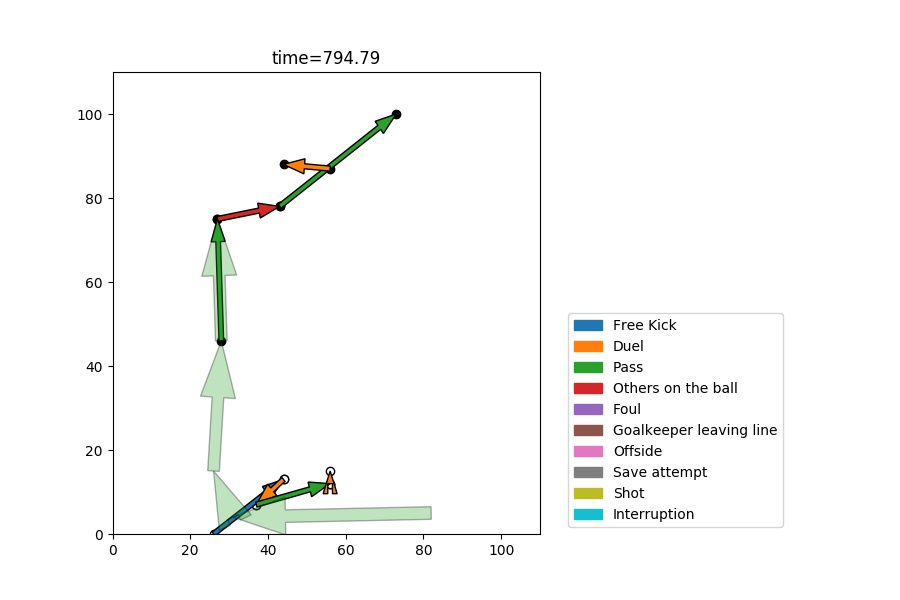 time=794.79
100
80
60
40
20
0
0 20 40 60 80 100
Free Kick
Duel
Pass
Others on the ball
Foul
Goalkeeper leaving line
Offside
Save attempt
Shot
Interruption